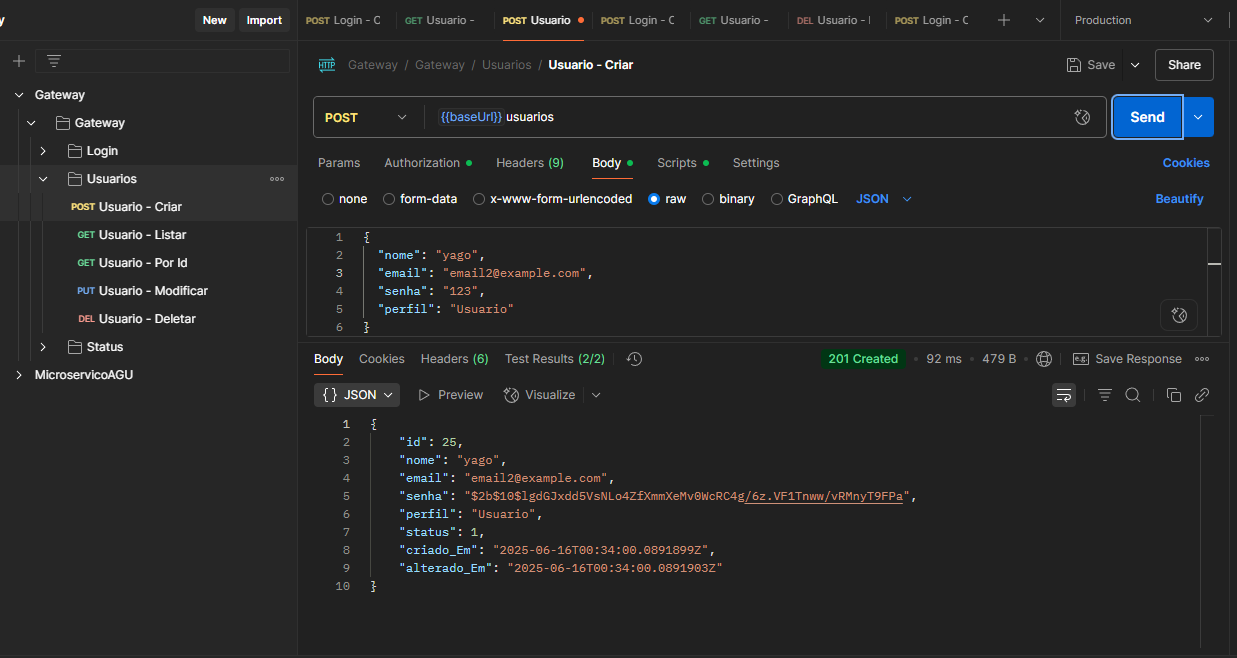 y
New Import POST Login - C GET Usuario - POST Usuario POST Login - C GET Usuario - DEL Usuario - POST Login - C Production
Gateway / Gateway / Usuarios / Usuario - Criar Save Share
Gateway
Gateway
Login
Usuarios
POST Usuario - Criar
GET Usuario - Listar
GET Usuario - Por Id
PUT Usuario - Modificar
DEL Usuario - Deletar
Status
MicroservicoAGU
POST {{baseUrl}} usuarios Send
Params Authorization Headers (9) Body Scripts Settings Cookies
none form-data x-www-form-urlencoded raw binary GraphQL JSON Beautify
1 {
2 "nome": "yago",
3 "email": "email2@example.com",
4 "senha": "123",
5 "perfil": "Usuario"
6 }
Body Cookies Headers (6) Test Results (2/2) 201 Created 92 ms 479 B e.g. Save Response
{} JSON Preview Visualize
1 {
2 "id": 25,
3 "nome": "yago",
4 "email": "email2@example.com",
5 "senha": "$2b$10$lgdGJxdd5VsNLo4ZfXmmXeMv0WcRC4g/6z.VF1Tnww/vRMnyT9FPa",
6 "perfil": "Usuario",
7 "status": 1,
8 "criado_Em": "2025-06-16T00:34:00.0891899Z",
9 "alterado_Em": "2025-06-16T00:34:00.0891903Z"
10 }